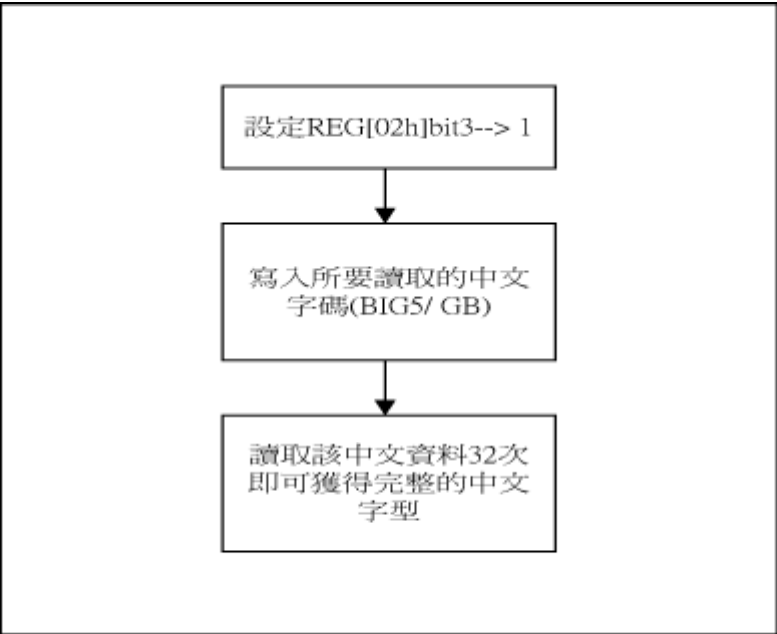 設定REG[02h]bit3--> 1
寫入所要讀取的中文
字碼(BIG5/ GB)
讀取該中文資料32次
即可獲得完整的中文
字型